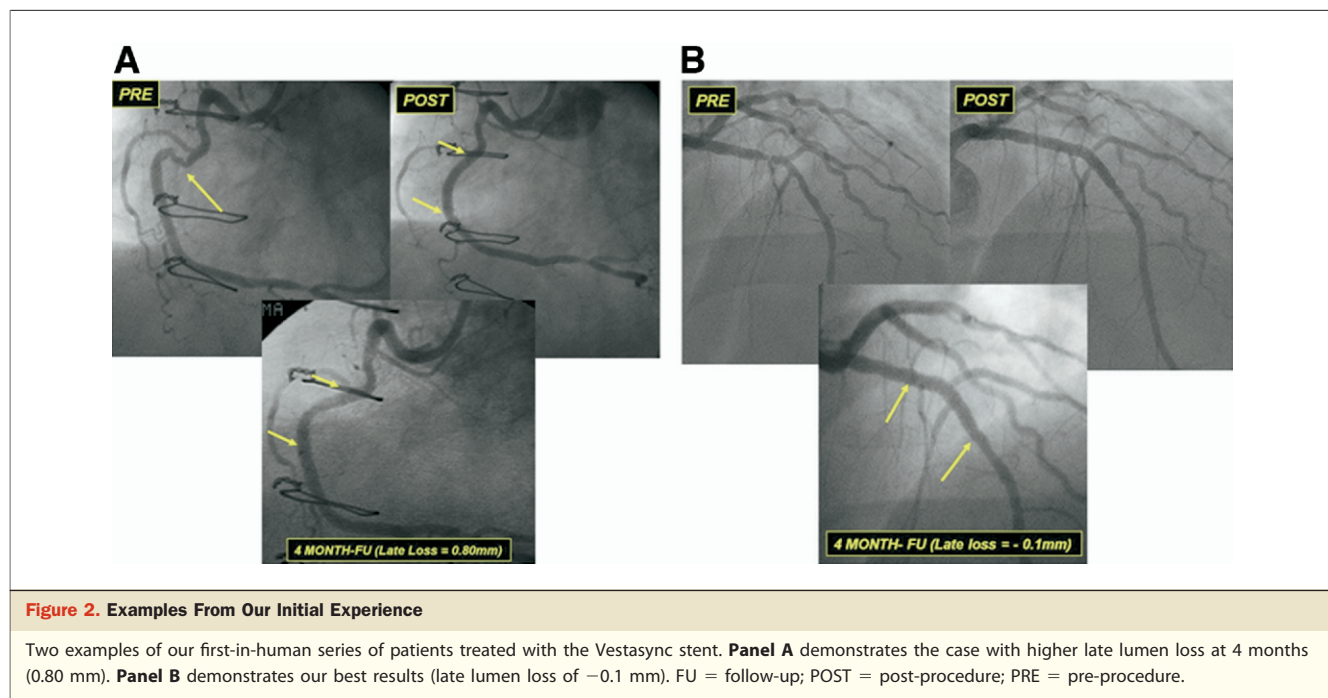 A
B
PRE
POST
PRE
POST
MA
4 MONTH-FU (Late Loss = 0.80mm)
4 MONTH- FU (Late loss = - 0.1mm)
Figure 2. Examples From Our Initial Experience
Two examples of our first-in-human series of patients treated with the Vestasync stent. Panel A demonstrates the case with higher late lumen loss at 4 months
(0.80 mm). Panel B demonstrates our best results (late lumen loss of −0.1 mm). FU = follow-up; POST = post-procedure; PRE = pre-procedure.